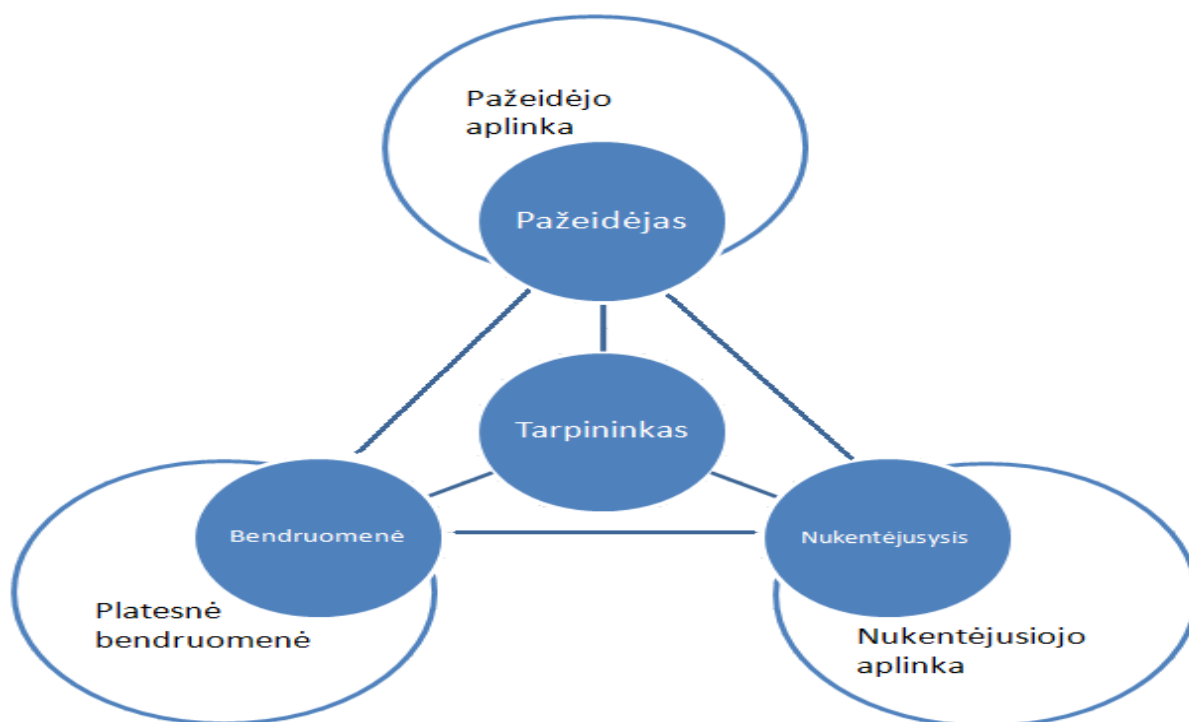 Pažeidėjo
aplinka
Pažeidėjas
Tarpininkas
Bendruomenė
Nukentėjusysis
Platesnė
bendruomenė
Nukentėjusiojo
aplinka